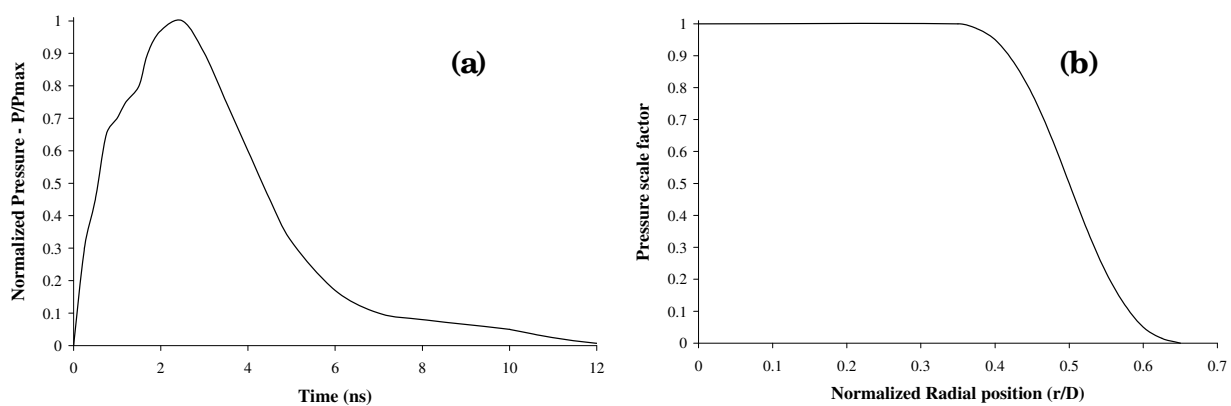 (a)
Normalized Pressure - P/Pmax
1
0.9
0.8
0.7
0.6
0.5
0.4
0.3
0.2
0.1
0
0 2 4 6 8 10 12
Time (ns)
(b)
Pressure scale factor
1
0.9
0.8
0.7
0.6
0.5
0.4
0.3
0.2
0.1
0
0 0.1 0.2 0.3 0.4 0.5 0.6 0.7
Normalized Radial position (r/D)